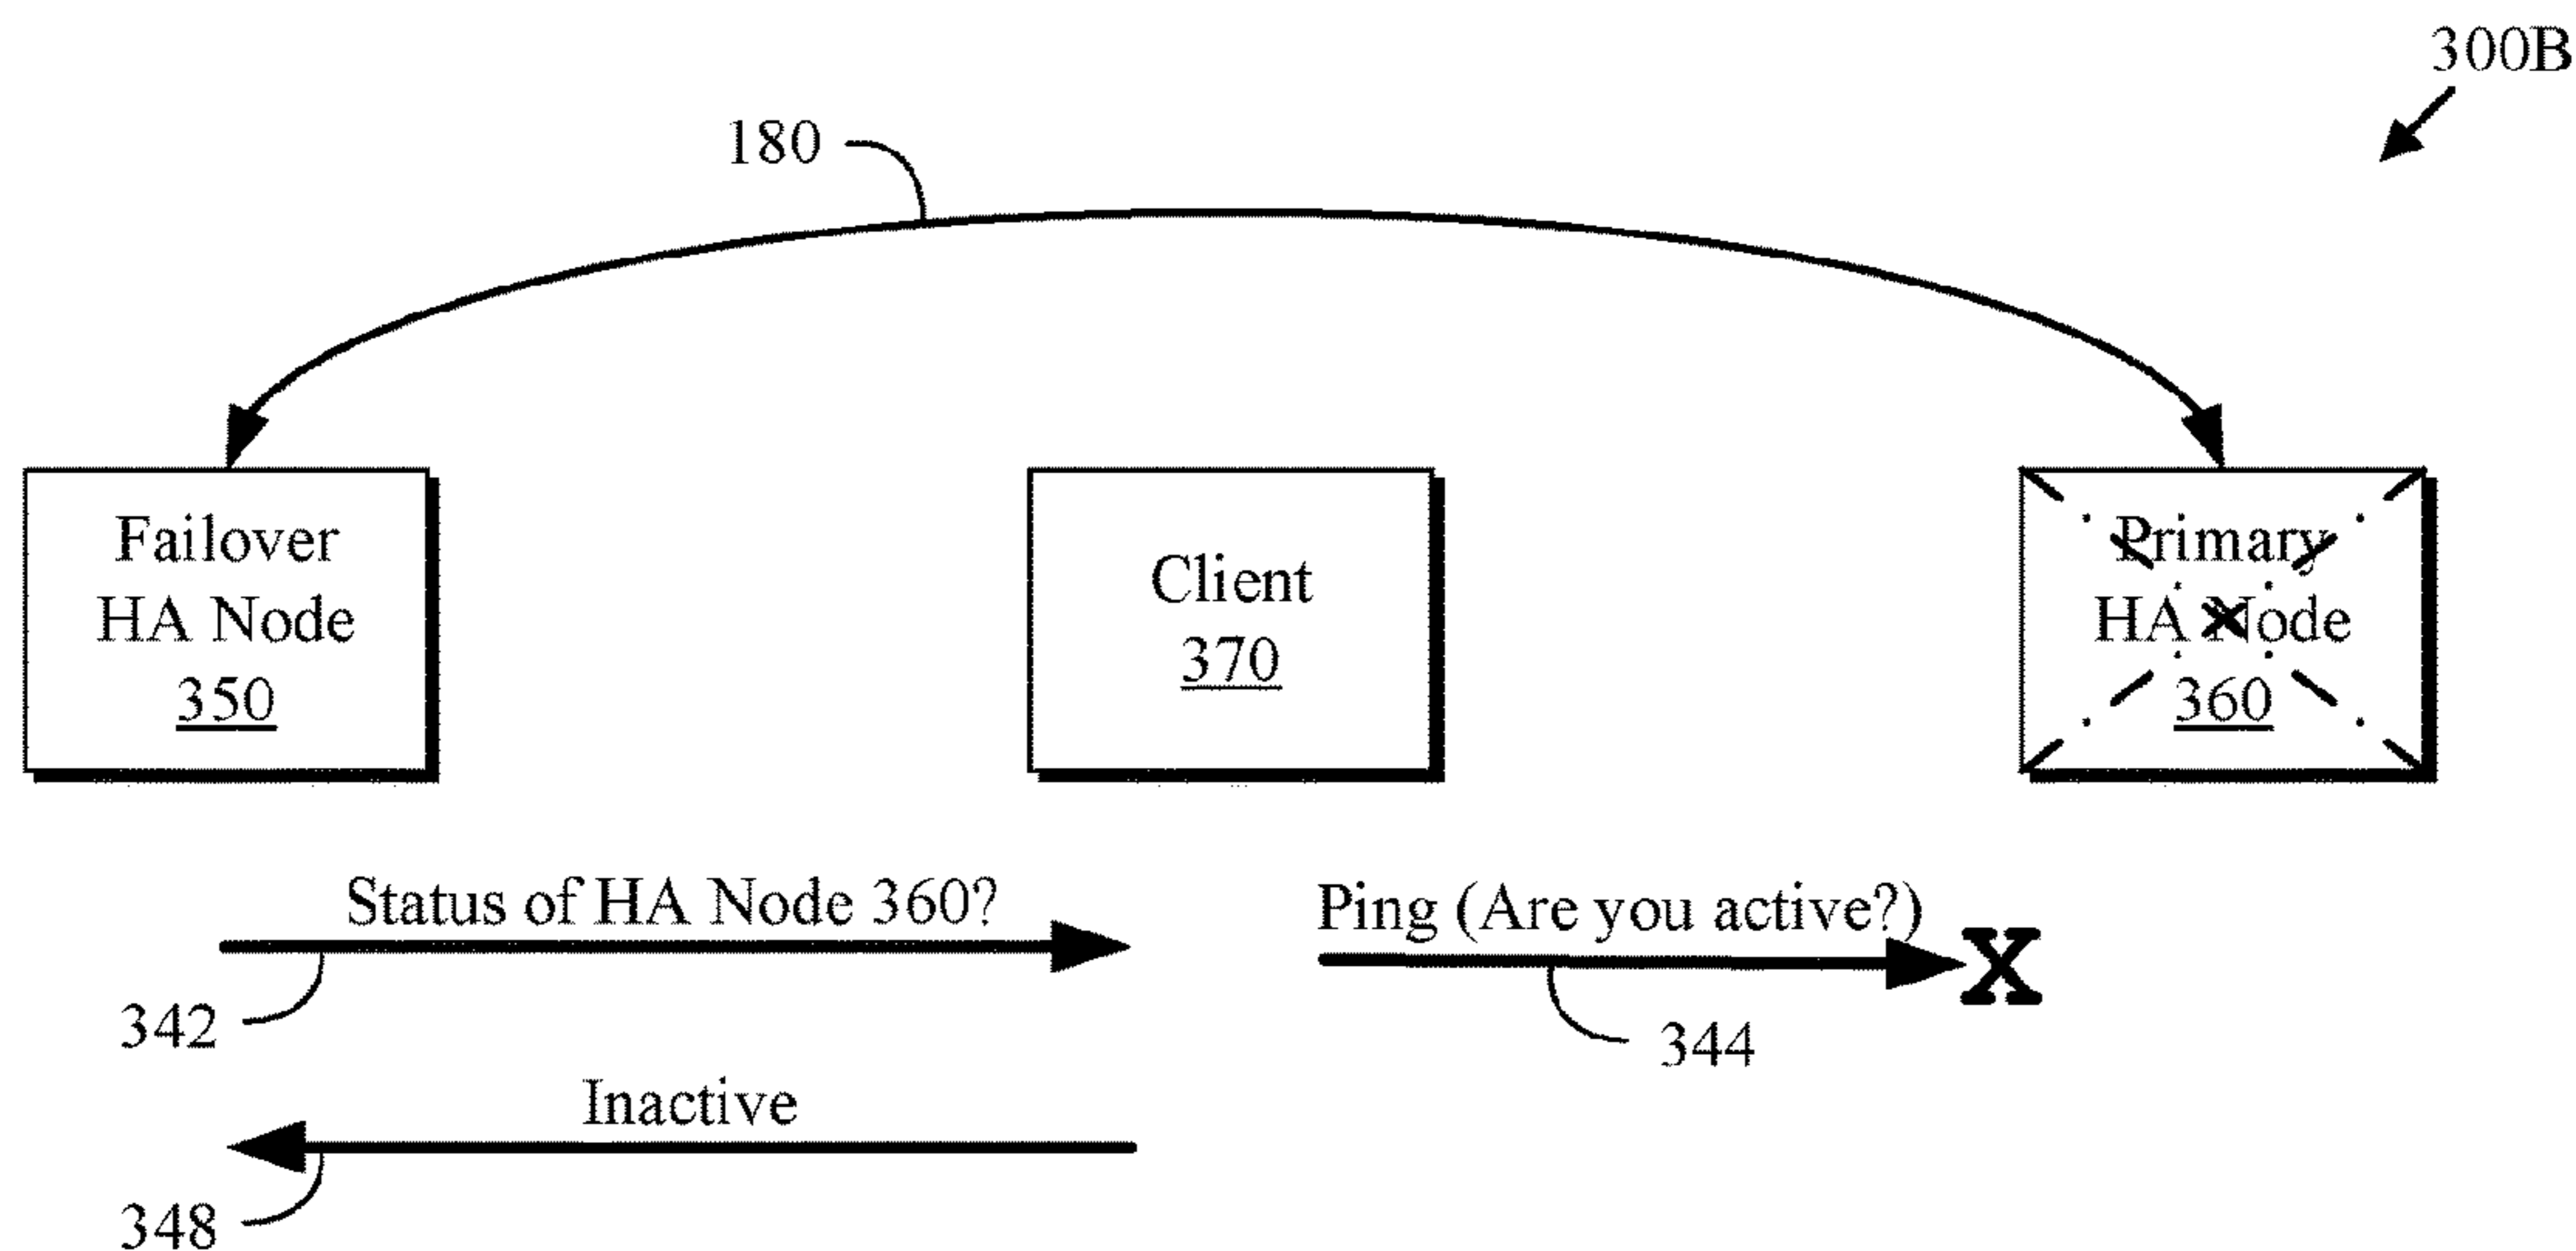 300B
180
Failover
HA Node
350
Client
370
Primary
HA Node
360
Status of HA Node 360?
Ping (Are you active?)
X
342
344
Inactive
348